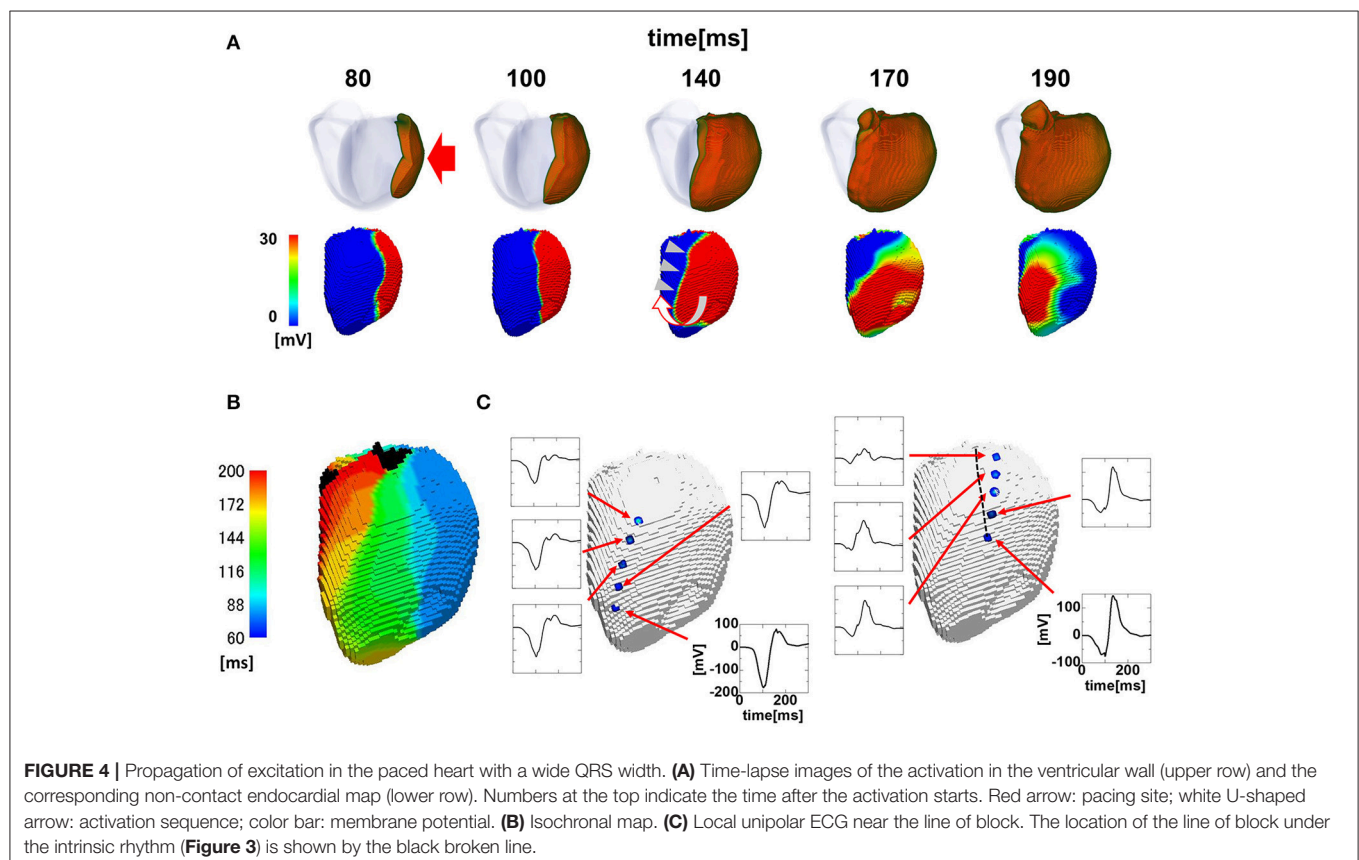 A
time[ms]
80 100 140 170 190
30
0
[mV]
B
200
172
144
116
88
60
[ms]
C
[mV]
100
0
-100
-200
0 200
time[ms]
[mV]
100
0
-100
0 200
time[ms]
FIGURE 4 | Propagation of excitation in the paced heart with a wide QRS width. (A) Time-lapse images of the activation in the ventricular wall (upper row) and the
corresponding non-contact endocardial map (lower row). Numbers at the top indicate the time after the activation starts. Red arrow: pacing site; white U-shaped
arrow: activation sequence; color bar: membrane potential. (B) Isochronal map. (C) Local unipolar ECG near the line of block. The location of the line of block under
the intrinsic rhythm (Figure 3) is shown by the black broken line.